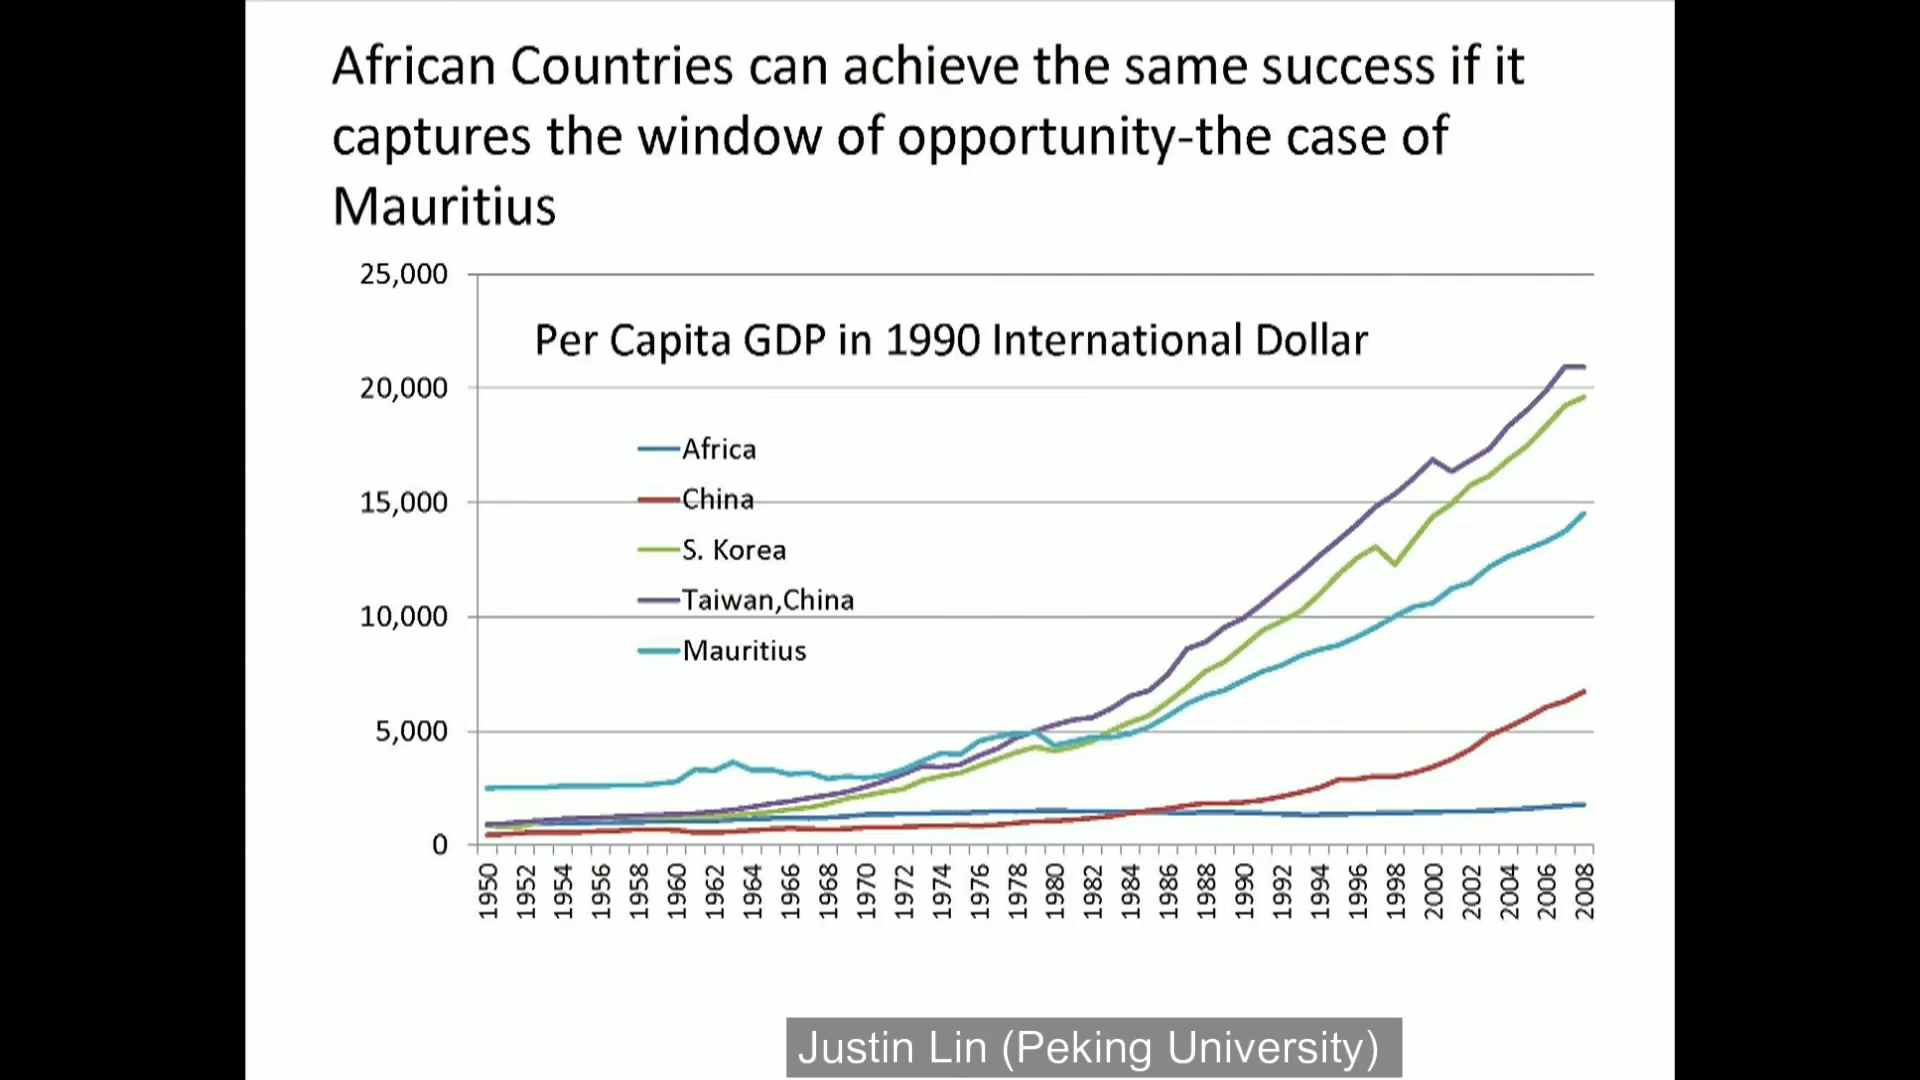 African Countries can achieve the same success if it
captures the window of opportunity-the case of
Mauritius
25,000
Per Capita GDP in 1990 International Dollar
20,000
Africa
15,000
China
S. Korea
10,000
Taiwan,China
Mauritius
5,000
0
1950 1952 1954 1956 1958 1960 1962 1964 1966 1968 1970 1972 1974 1976 1978 1980 1982 1984 1986 1988 1990 1992 1994 1996 1998 2000 2002 2004 2006 2008
Justin Lin (Peking University)